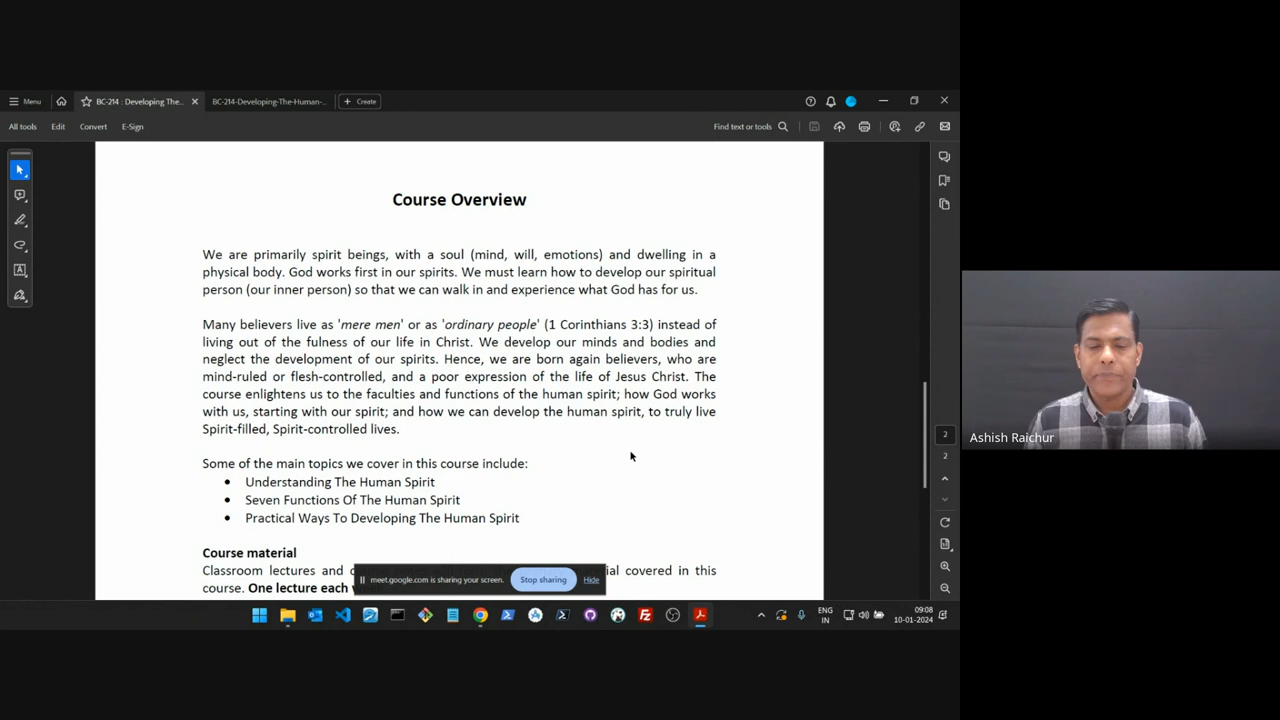 Menu
BC-214 : Developing The...
BC-214-Developing-The-Human-...
Create
All tools
Edit
Convert
E-Sign
Find text or tools
Course Overview
We are primarily spirit beings, with a soul (mind, will, emotions) and dwelling in a
physical body. God works first in our spirits. We must learn how to develop our spiritual
person (our inner person) so that we can walk in and experience what God has for us.
Many believers live as 'mere men' or as 'ordinary people' (1 Corinthians 3:3) instead of
living out of the fulness of our life in Christ. We develop our minds and bodies and
neglect the development of our spirits. Hence, we are born again believers, who are
mind-ruled or flesh-controlled, and a poor expression of the life of Jesus Christ. The
course enlightens us to the faculties and functions of the human spirit; how God works
with us, starting with our spirit; and how we can develop the human spirit, to truly live
Spirit-filled, Spirit-controlled lives.
Some of the main topics we cover in this course include:
• Understanding The Human Spirit
• Seven Functions Of The Human Spirit
• Practical Ways To Developing The Human Spirit
Course material
Classroom lectures and covered in this
course. One lecture each
meet.google.com is sharing your screen.
Stop sharing
Hide
2
2
ENG
IN
09:08
10-01-2024
Ashish Raichur